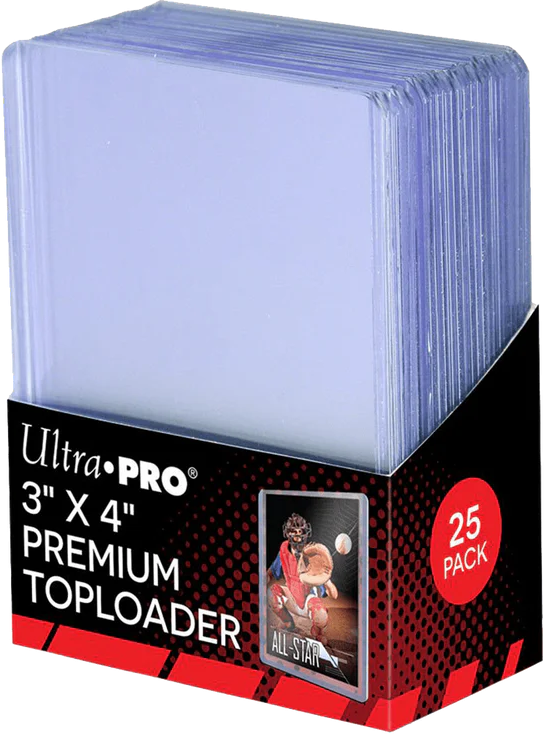 Ultra•PRO®
3" X 4"
PREMIUM
TOPLOADER
ALL-STAR
25
PACK